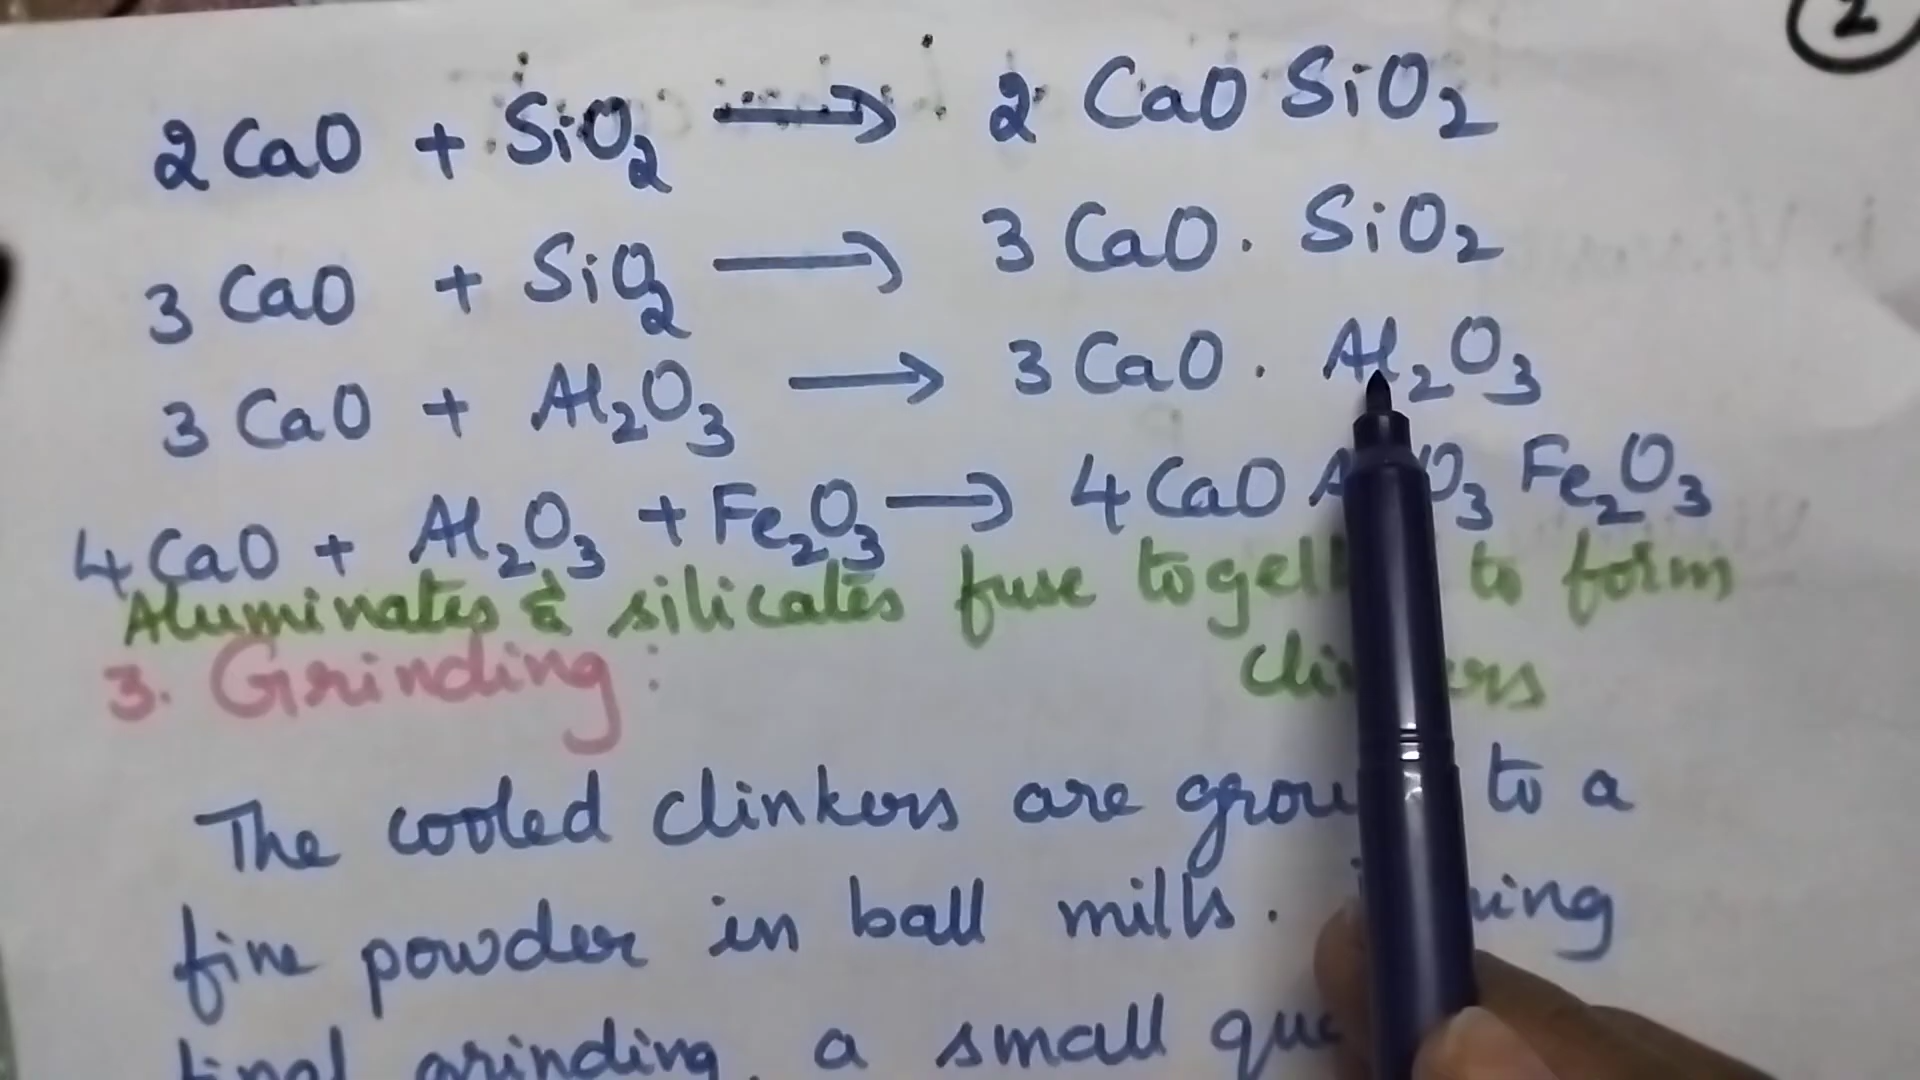 2
2CaO + SiO₂ ⟶ 2 CaO SiO₂
3 CaO + SiO₂ ⟶ 3 CaO . SiO₂
3 CaO + Al₂O₃ ⟶ 3 CaO . Al₂O₃
4 CaO + Al₂O₃ + Fe₂O₃ ⟶ 4 CaO O₃ Fe₂O₃
Aluminates & silicates fuse to form
3. Grinding :
The cooled clinkers are to a
fine powder in ball mills.
final grinding, a small